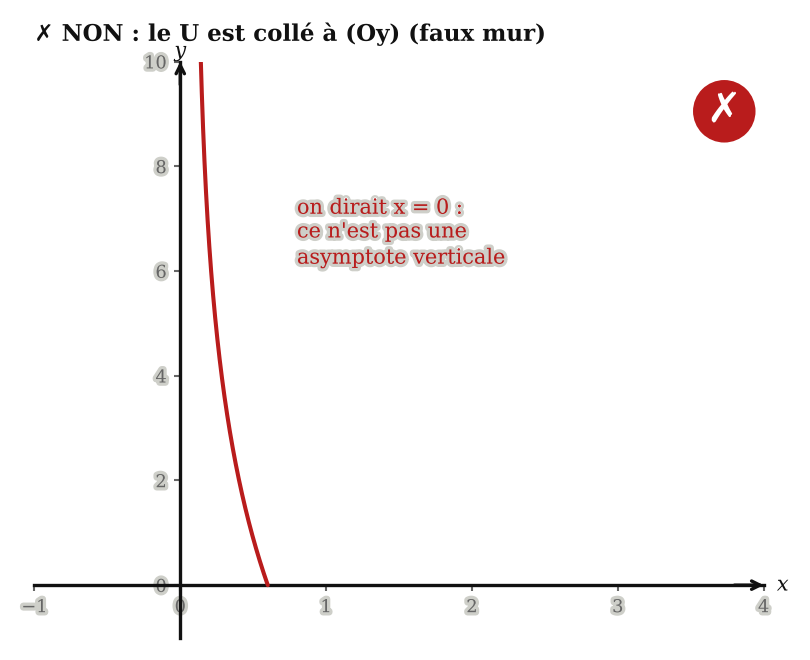 ✗ NON : le U est collé à (Oy) (faux mur)
y
10
✗
8
on dirait x = 0 :
ce n'est pas une
asymptote verticale
6
4
2
0
x
−1 0 1 2 3 4